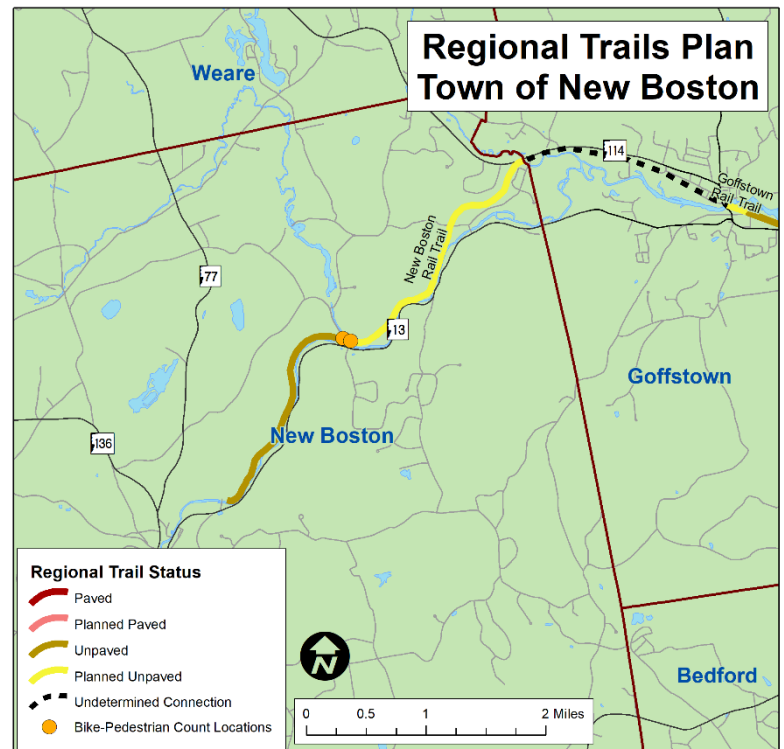 Regional Trails Plan
Town of New Boston
Weare
114
Goffstown
Rail Trail
77
New Boston
Rail Trail
13
Goffstown
New Boston
136
Regional Trail Status
Paved
Planned Paved
Unpaved
Planned Unpaved
Undetermined Connection
Bike-Pedestrian Count Locations
N
0 0.5 1 2 Miles
Bedford